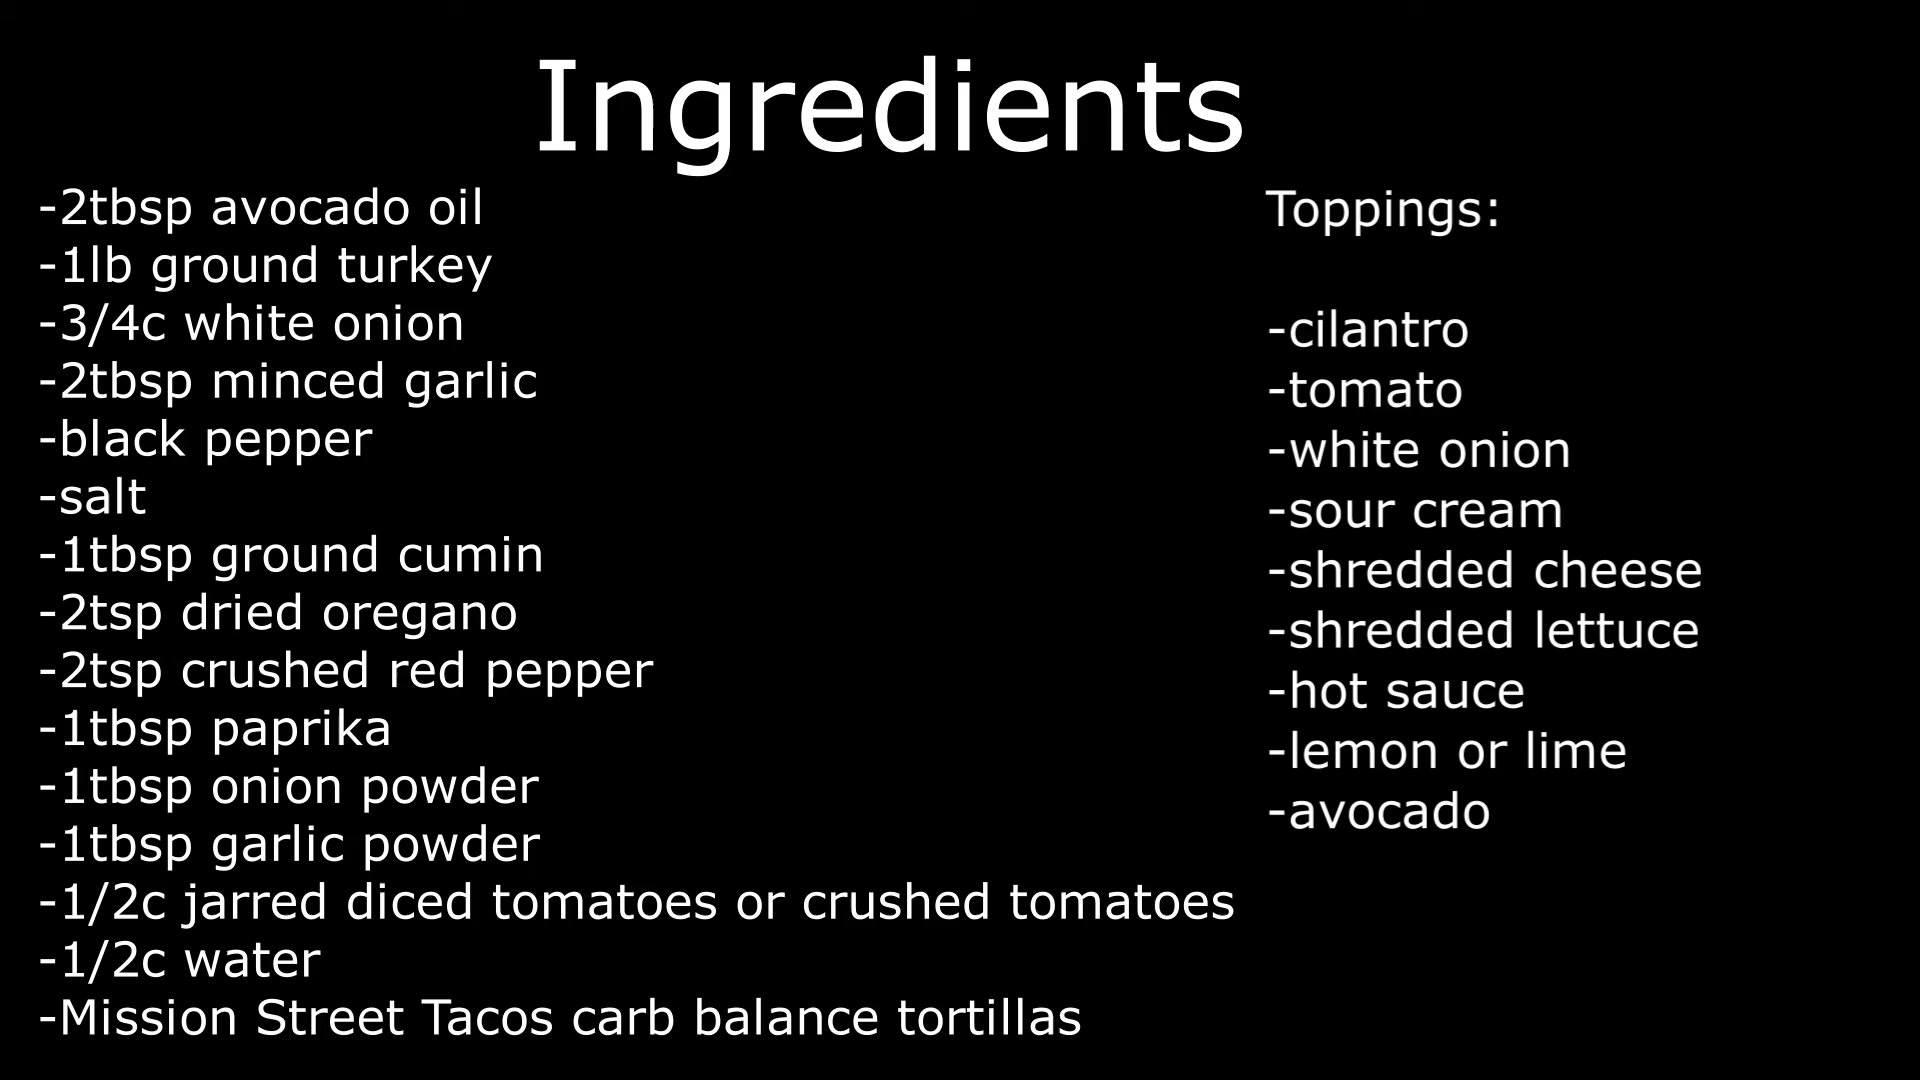 Ingredients
-2tbsp avocado oil
-1lb ground turkey
-3/4c white onion
-2tbsp minced garlic
-black pepper
-salt
-1tbsp ground cumin
-2tsp dried oregano
-2tsp crushed red pepper
-1tbsp paprika
-1tbsp onion powder
-1tbsp garlic powder
-1/2c jarred diced tomatoes or crushed tomatoes
-1/2c water
-Mission Street Tacos carb balance tortillas
Toppings:
-cilantro
-tomato
-white onion
-sour cream
-shredded cheese
-shredded lettuce
-hot sauce
-lemon or lime
-avocado